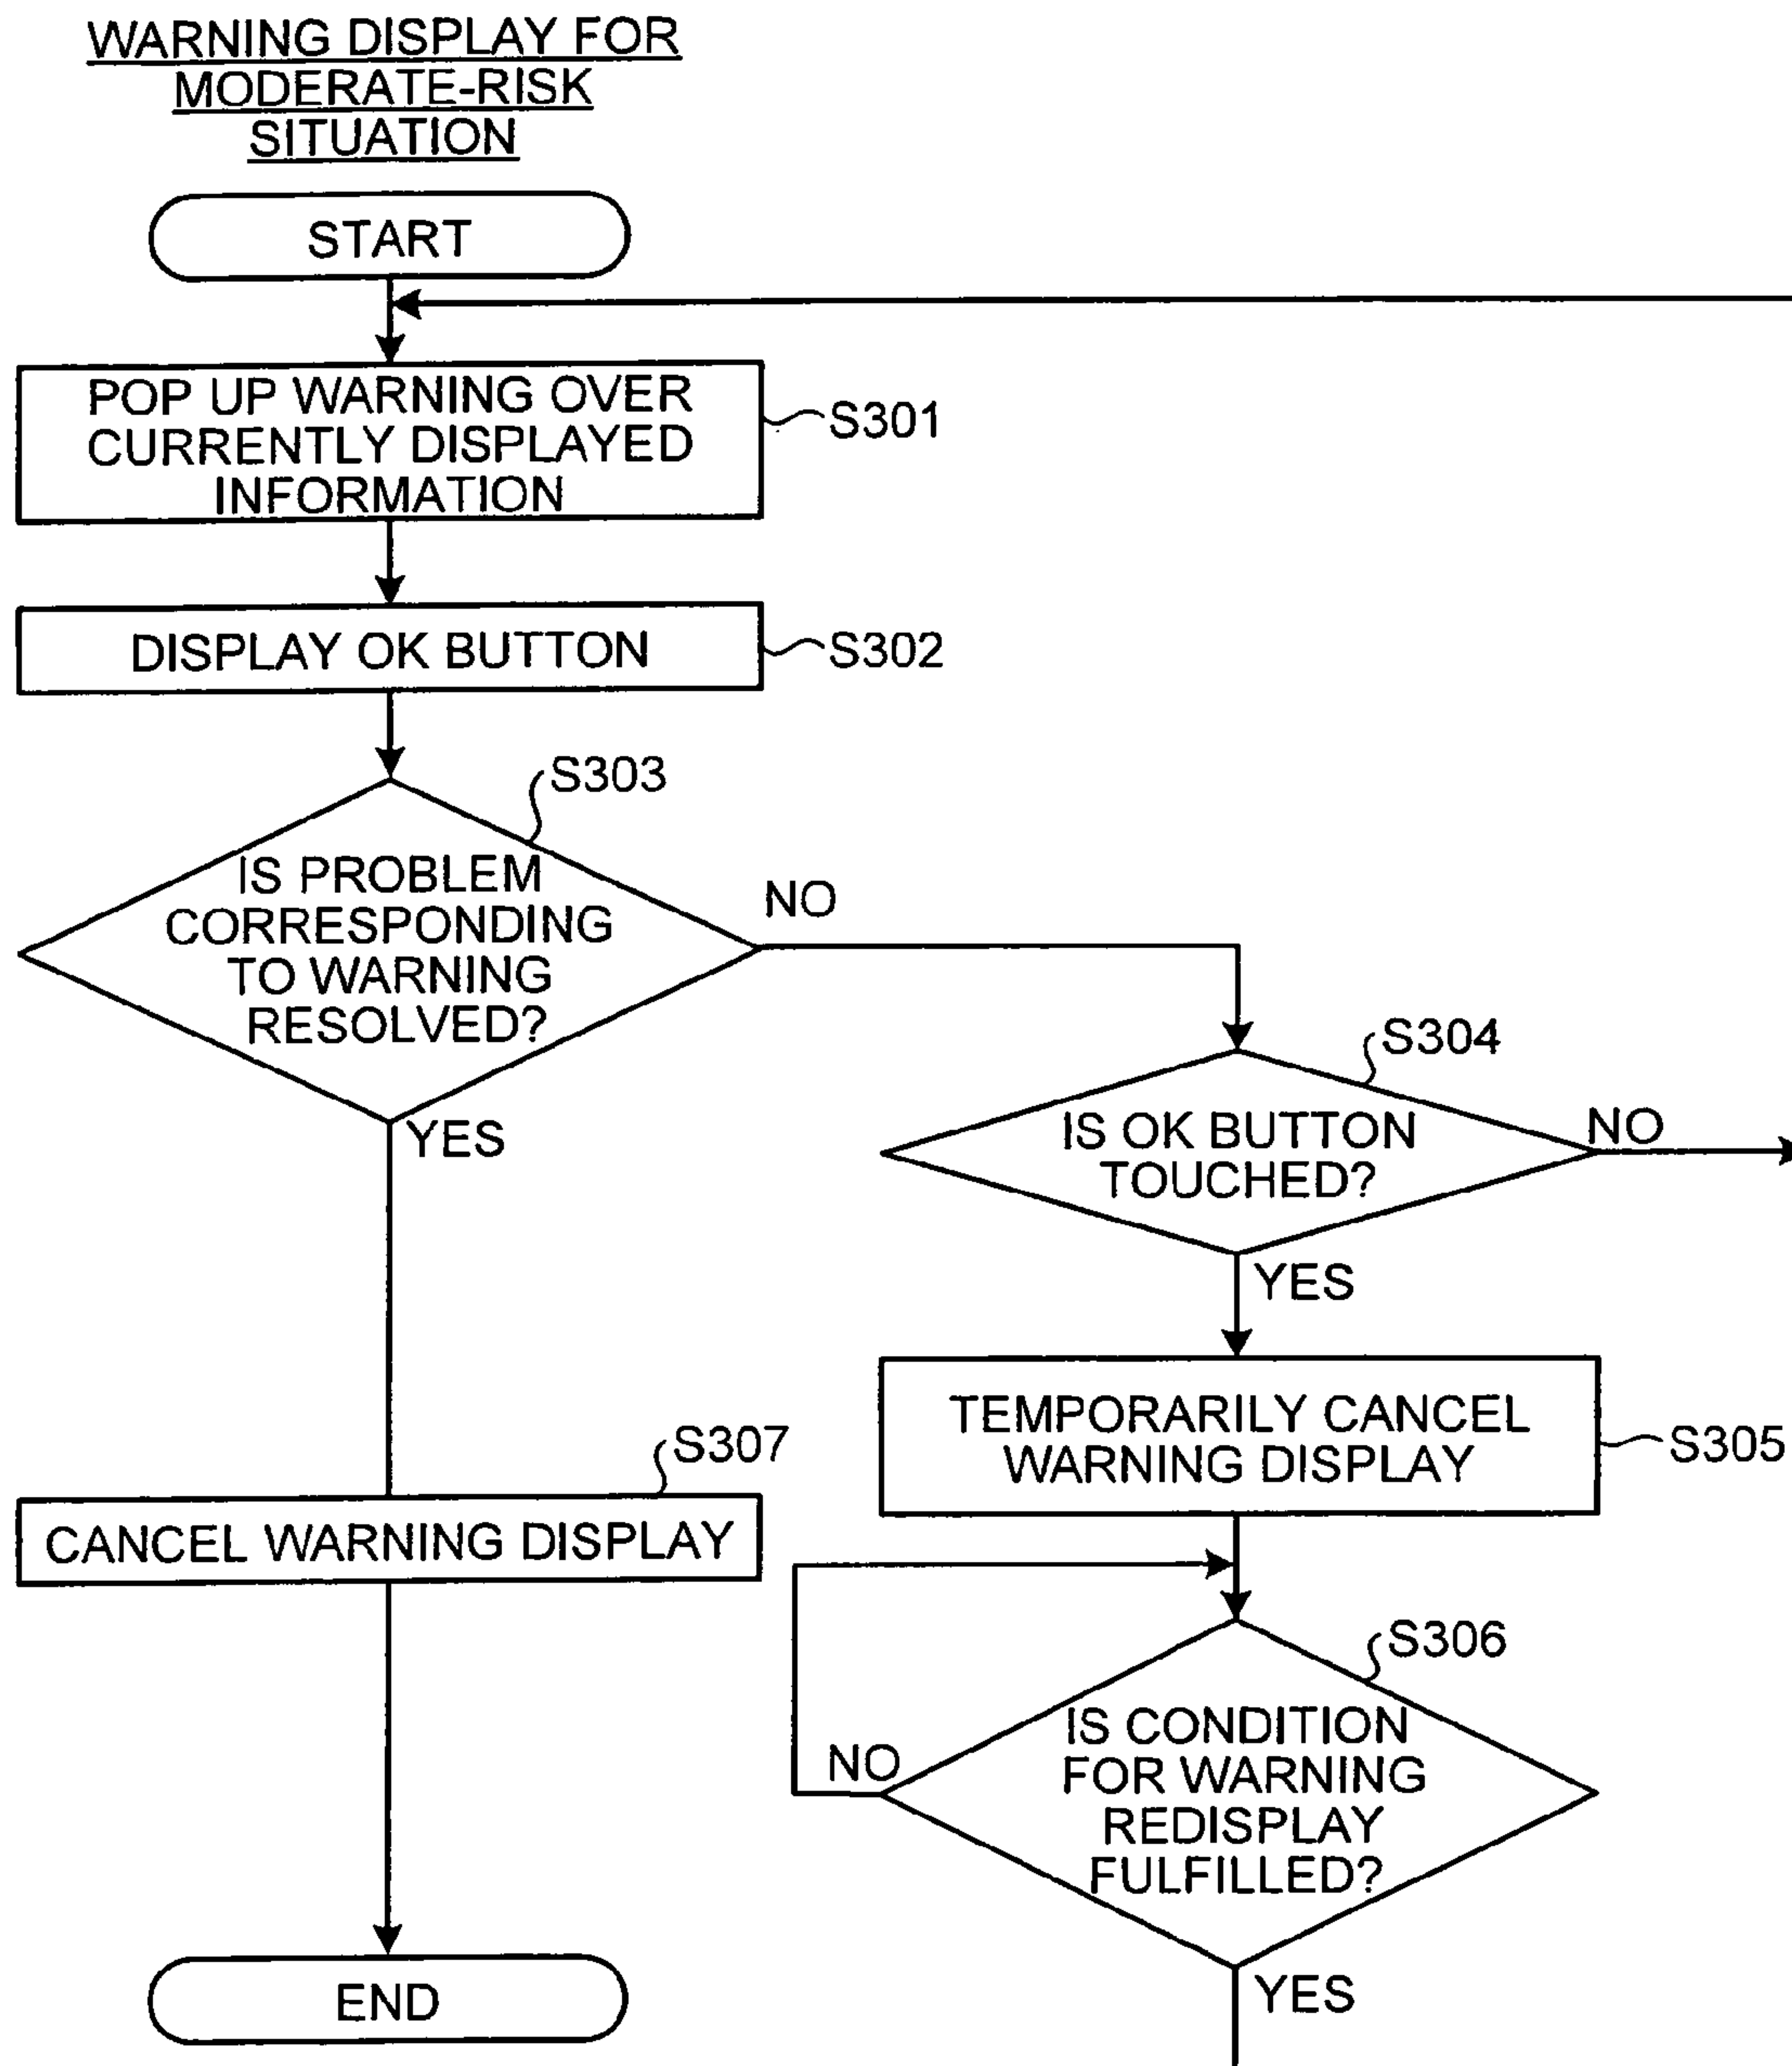 WARNING DISPLAY FOR
MODERATE-RISK
SITUATION
START
POP UP WARNING OVER
CURRENTLY DISPLAYED
INFORMATION
S301
DISPLAY OK BUTTON
S302
S303
IS PROBLEM
CORRESPONDING
TO WARNING
RESOLVED?
NO
YES
S304
IS OK BUTTON
TOUCHED?
NO
YES
TEMPORARILY CANCEL
WARNING DISPLAY
S305
S307
CANCEL WARNING DISPLAY
S306
IS CONDITION
FOR WARNING
REDISPLAY
FULFILLED?
NO
YES
END